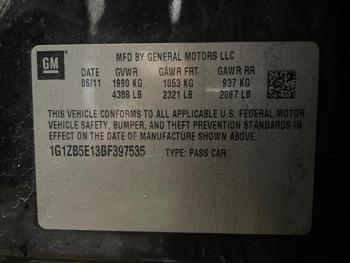 GM
MFD BY GENERAL MOTORS LLC
DATE GVWR GAWR FRT GAWR RR
06/11 1990 KG 1053 KG 937 KG
4388 LB 2321 LB 2067 LB
THIS VEHICLE CONFORMS TO ALL APPLICABLE U.S. FEDERAL MOTOR
VEHICLE SAFETY, BUMPER, AND THEFT PREVENTION STANDARDS
IN EFFECT ON THE DATE OF MANUFACTURE SHOWN ABOVE.
1G1ZB5E13BF397535 TYPE: PASS CAR